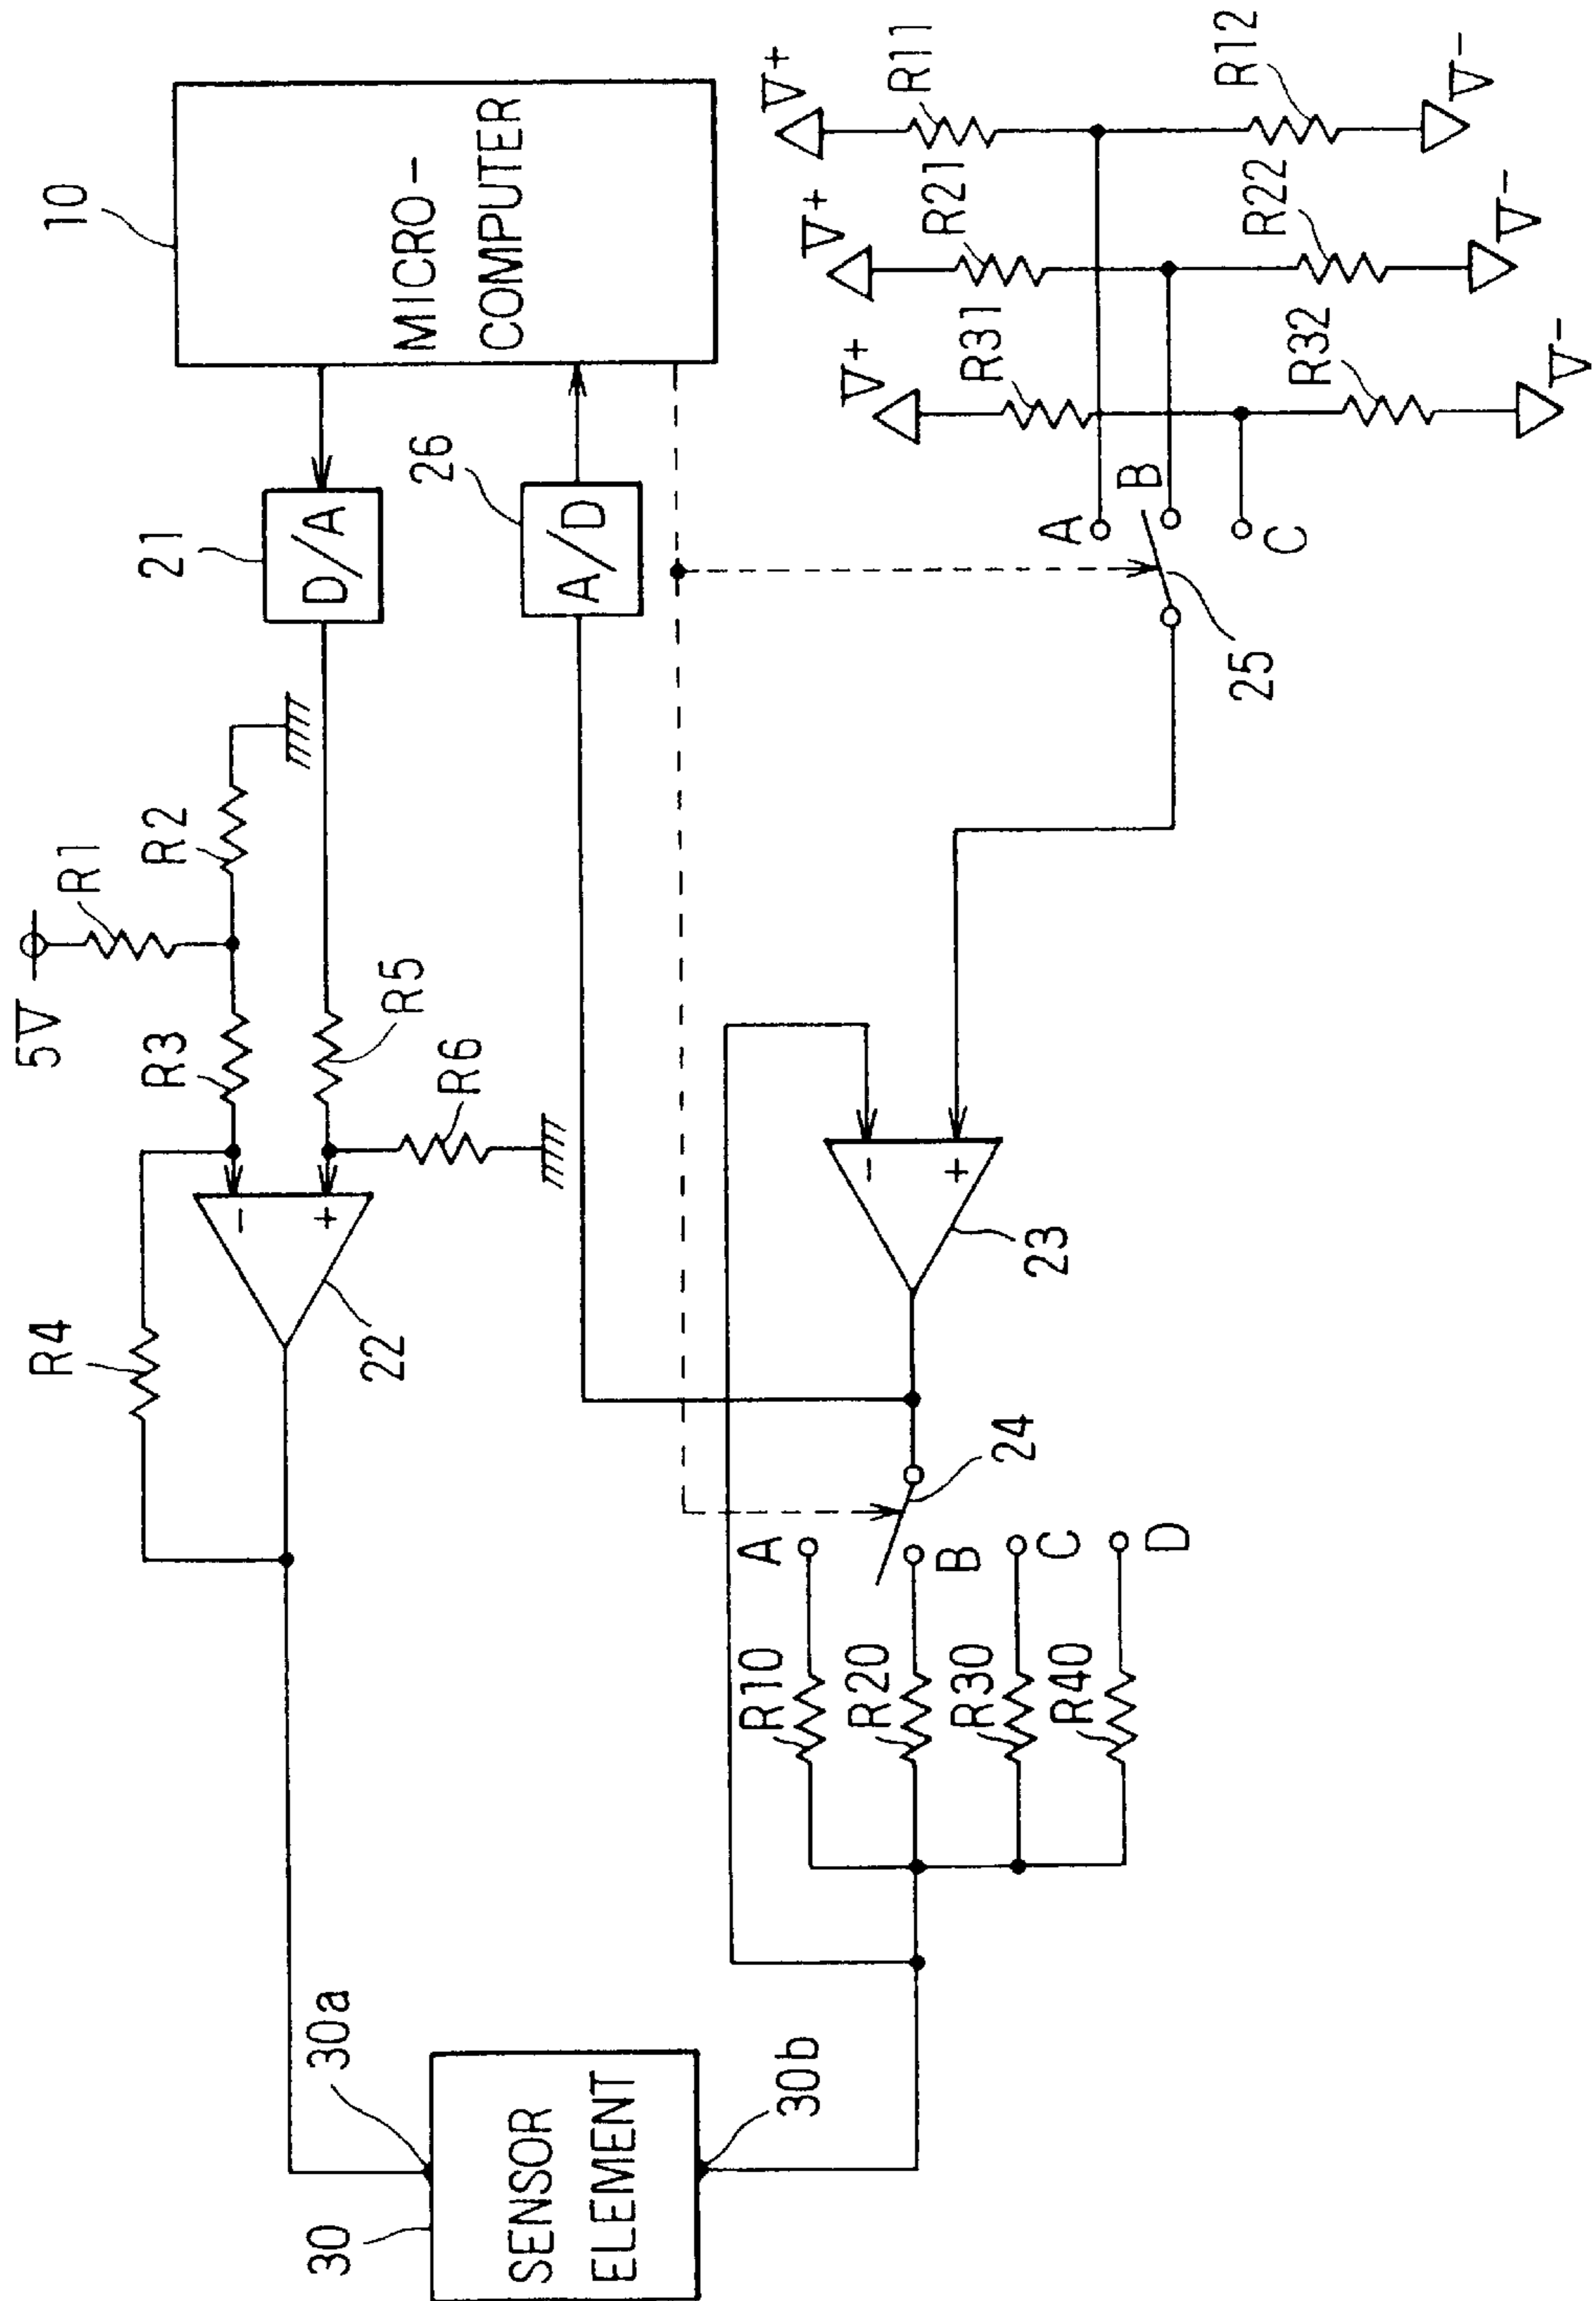 10
MICRO-
COMPUTER
21
D/A
26
A/D
5V
R1
R2
R3
R4
R5
R6
-
+
22
-
+
23
24
A
B
C
D
R10
R20
R30
R40
25
A
B
C
V+
R11
R12
V-
V+
R21
R22
V-
V+
R31
R32
V-
30
30a
SENSOR
ELEMENT
30b